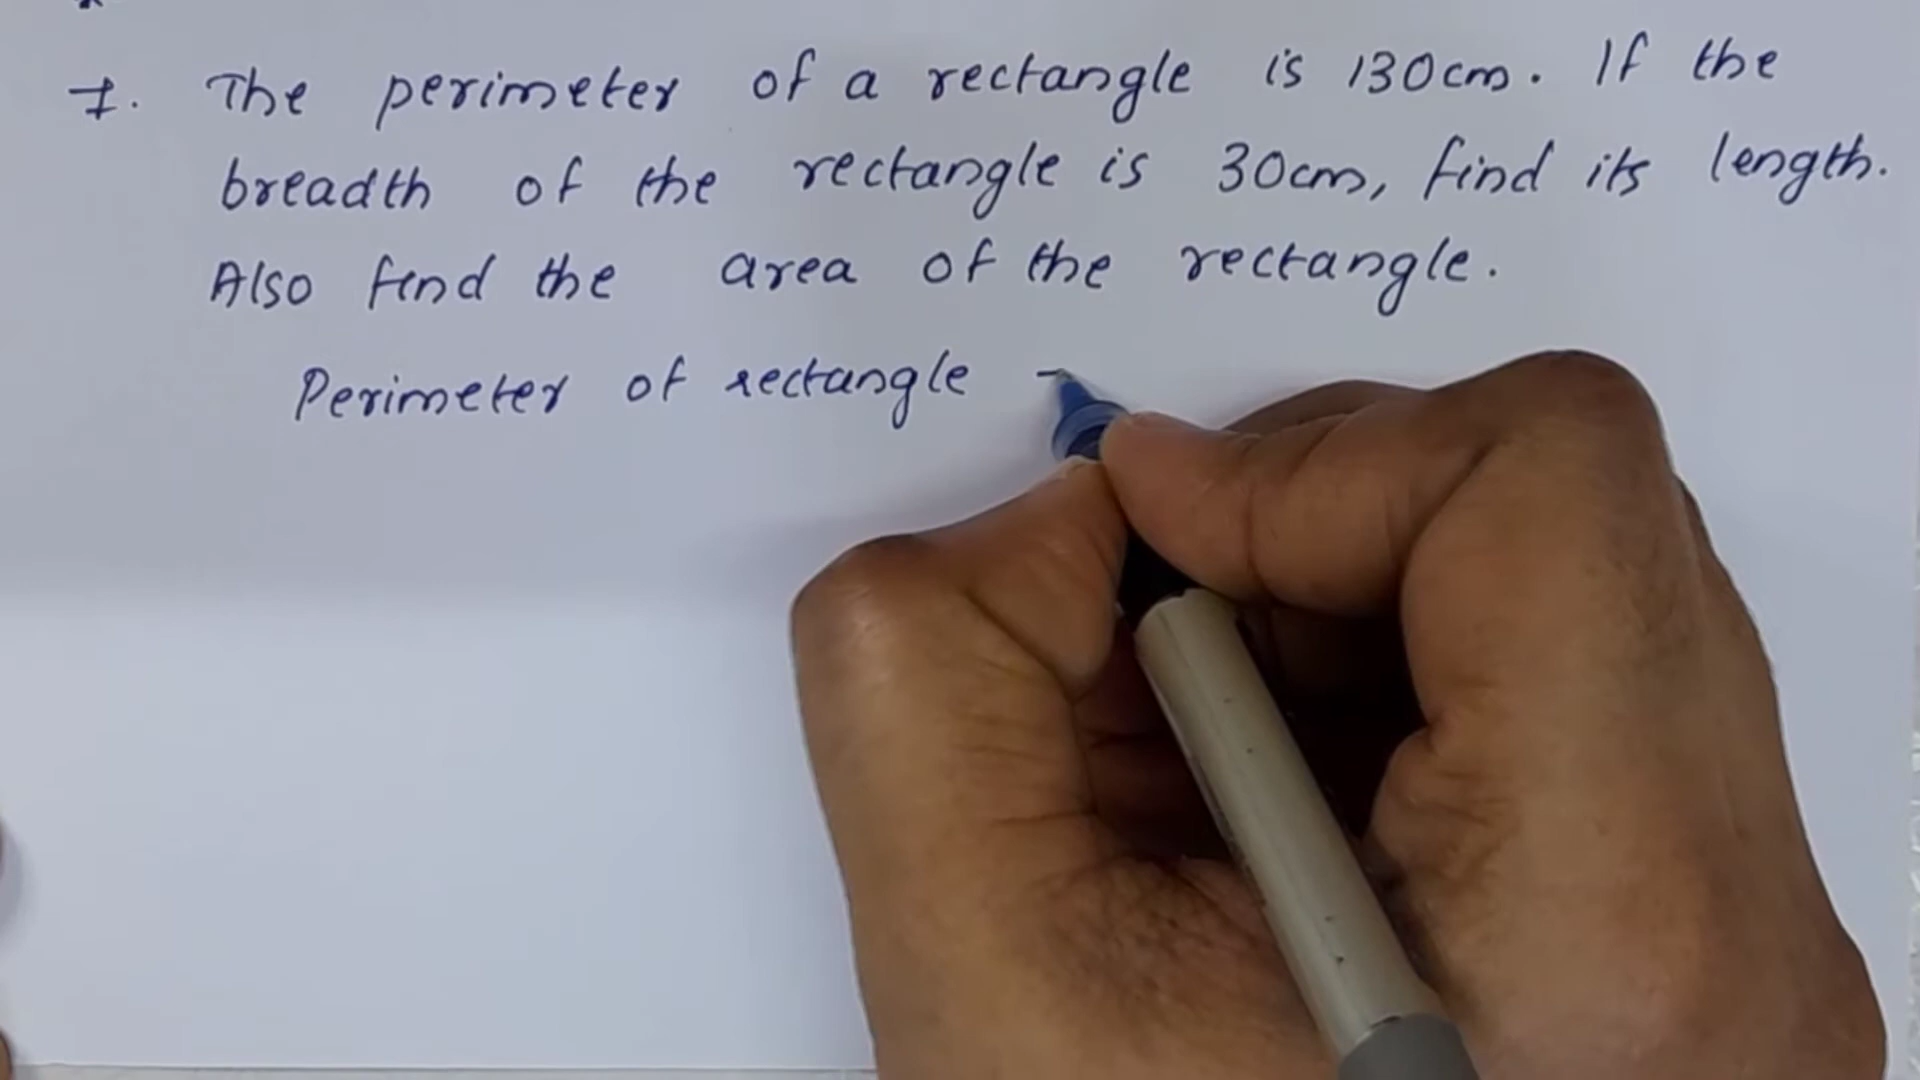 7. The perimeter of a rectangle is 130cm. If the
breadth of the rectangle is 30cm, find its length.
Also find the area of the rectangle.
Perimeter of rectangle -